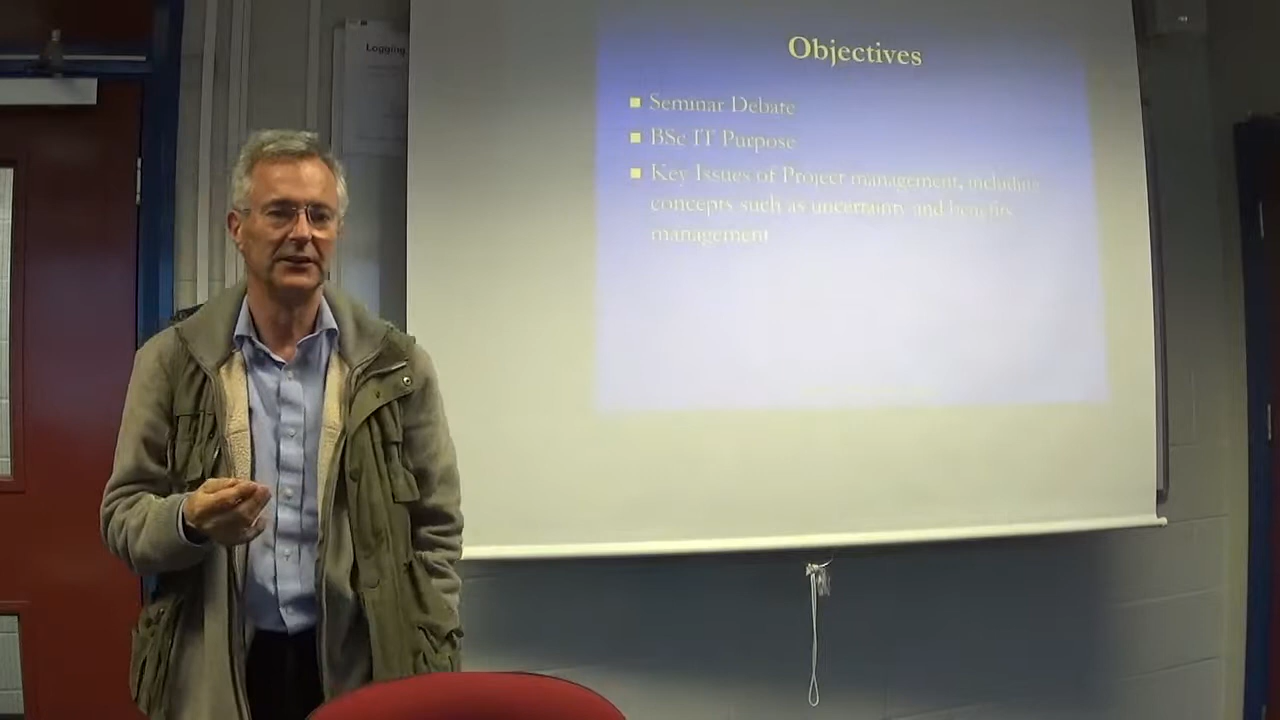 Logging
Objectives
Seminar Debate
BSc IT Purpose
Key Issues of Project management, including
concepts such as uncertainty and benefits
management